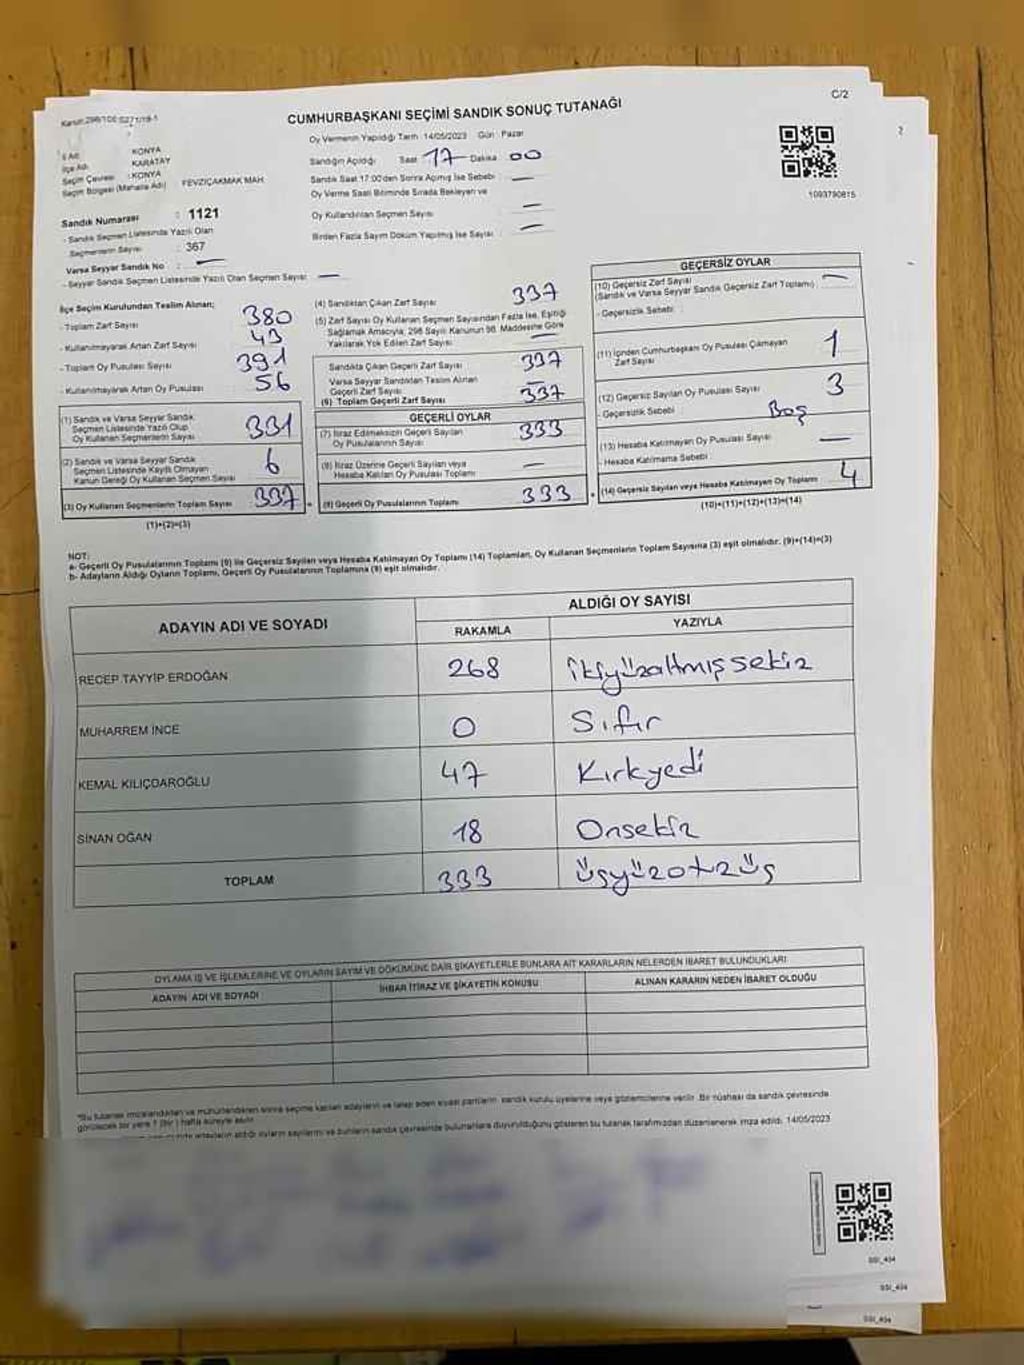 C/2
CUMHURBAŞKANI SEÇİMİ SANDIK SONUÇ TUTANAĞI
Oy Vermenin Yapıldığı Tarih : 14/05/2023 Gün : Pazar
İl Adı : KONYA
İlçe Adı : KARATAY
Seçim Çevresi : KONYA
Seçim Bölgesi (Mahalle Adı) : FEVZİÇAKMAK MAH.
Sandığın Açıldığı Saat 17 Dakika 00
Sandık Saat 17:00'den Sonra Açılmış İse Sebebi : —
Oy Verme Saati Bitiminde Sırada Bekleyen ve
Oy Kullandırılan Seçmen Sayısı —
Birden Fazla Sayım Döküm Yapılmış İse Sayısı : —
1093790815
Sandık Numarası : 1121
- Sandık Seçmen Listesinde Yazılı Olan
Seçmenlerin Sayısı : 367
Varsa Seyyar Sandık No : —
- Seyyar Sandık Seçmen Listesinde Yazılı Olan Seçmen Sayısı : —
İlçe Seçim Kurulundan Teslim Alınan;
- Toplam Zarf Sayısı 380
- Kullanılmayarak Artan Zarf Sayısı 43
- Toplam Oy Pusulası Sayısı 391
- Kullanılmayarak Artan Oy Pusulası 56
(1) Sandık ve Varsa Seyyar Sandık
Seçmen Listesinde Yazılı Olup
Oy Kullanan Seçmenlerin Sayısı 331
(2) Sandık ve Varsa Seyyar Sandık
Seçmen Listesinde Kayıtlı Olmayan
Kanun Gereği Oy Kullanan Seçmen Sayısı 6
(3) Oy Kullanan Seçmenlerin Toplam Sayısı 337
(1)+(2)=(3)
(4) Sandıktan Çıkan Zarf Sayısı 337
(5) Zarf Sayısı Oy Kullanan Seçmen Sayısından Fazla İse, Eşitliği
Sağlamak Amacıyla, 298 Sayılı Kanunun 98. Maddesine Göre
Yakılarak Yok Edilen Zarf Sayısı —
Sandıkta Çıkan Geçerli Zarf Sayısı 337
Varsa Seyyar Sandıktan Teslim Alınan
Geçerli Zarf Sayısı —
(6) Toplam Geçerli Zarf Sayısı 337
GEÇERLİ OYLAR
(7) İtiraz Edilmeksizin Geçerli Sayılan
Oy Pusulalarının Sayısı 333
(8) İtiraz Üzerine Geçerli Sayılan veya
Hesaba Katılan Oy Pusulası Toplamı —
(9) Geçerli Oy Pusulalarının Toplamı 333
GEÇERSİZ OYLAR
(10) Geçersiz Zarf Sayısı
(Sandık ve Varsa Seyyar Sandık Geçersiz Zarf Toplamı) —
- Geçersizlik Sebebi :
(11) İçinden Cumhurbaşkanı Oy Pusulası Çıkmayan
Zarf Sayısı 1
(12) Geçersiz Sayılan Oy Pusulası Sayısı 3
- Geçersizlik Sebebi Boş
(13) Hesaba Katılmayan Oy Pusulası Sayısı —
- Hesaba Katılmama Sebebi :
(14) Geçersiz Sayılan veya Hesaba Katılmayan Oy Toplamı 4
(10)+(11)+(12)+(13)=(14)
NOT:
a- Geçerli Oy Pusulalarının Toplamı (9) ile Geçersiz Sayılan veya Hesaba Katılmayan Oy Toplamı (14) Toplamları, Oy Kullanan Seçmenlerin Toplam Sayısına (3) eşit olmalıdır. (9)+(14)=(3)
b- Adayların Aldığı Oyların Toplamı, Geçerli Oy Pusulalarının Toplamına (9) eşit olmalıdır.
ADAYIN ADI VE SOYADI ALDIĞI OY SAYISI
RAKAMLA YAZIYLA
RECEP TAYYİP ERDOĞAN 268 ikiyüzaltmışsekiz
MUHARREM İNCE 0 Sıfır
KEMAL KILIÇDAROĞLU 47 Kırkyedi
SİNAN OĞAN 18 Onsekiz
TOPLAM 333 üçyüzotzüç
OYLAMA İŞ VE İŞLEMLERİNE VE OYLARIN SAYIM VE DÖKÜMÜNE DAİR ŞİKAYETLERLE BUNLARA AİT KARARLARIN NELERDEN İBARET BULUNDUKLARI
ADAYIN ADI VE SOYADI İHBAR İTİRAZ VE ŞİKAYETİN KONUSU ALINAN KARARIN NEDEN İBARET OLDUĞU
*Bu tutanak imzalandıktan ve mühürlendikten sonra seçime katılan adayların ve talep eden siyasi partilerin sandık kurulu üyelerine veya gözlemcilerine verilir. Bir nüshası da sandık çevresinde
görülecek bir yere 1 (bir) hafta süreyle asılır.
adayların aldığı oyların sayılarını ve bunların sandık çevresinde bulunanlara duyurulduğunu gösteren bu tutanak tarafımızdan düzenlenerek imza edildi. 14/05/2023
SSI_404
SSI_404
SSI_404